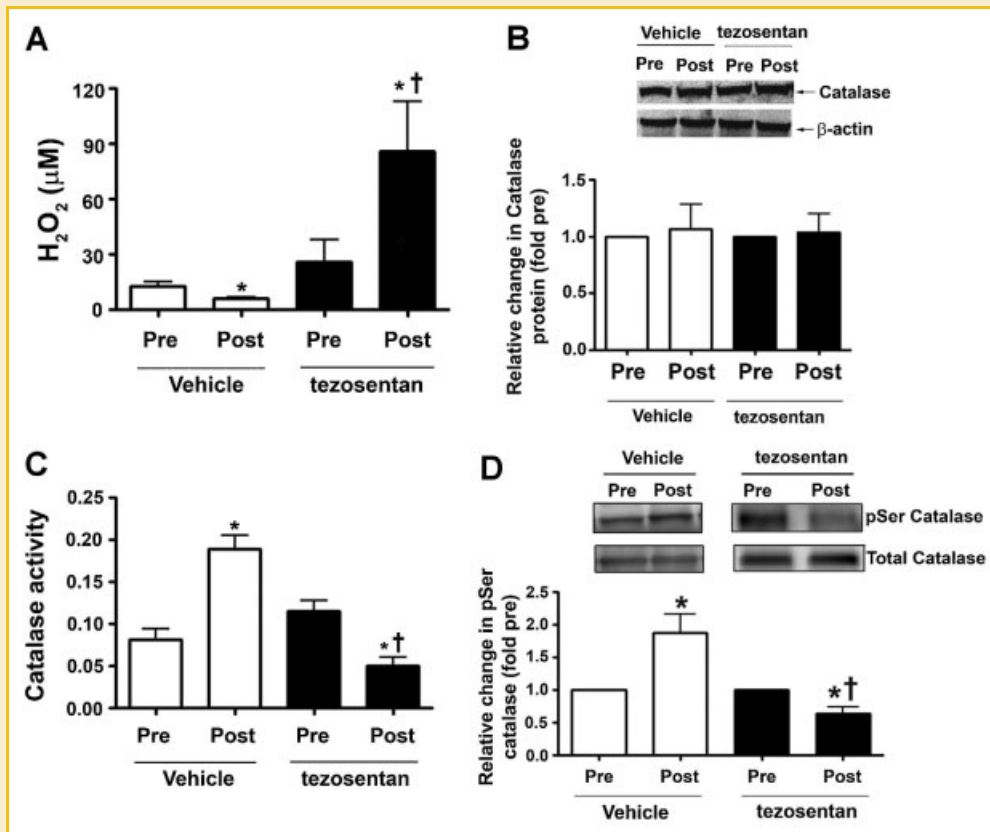 A
H2O2 (μM)
120
90
60
30
0
*
* †
Pre Post Pre Post
Vehicle tezosentan
B
Vehicle tezosentan
Pre Post Pre Post
Catalase
β-actin
Relative change in Catalase
protein (fold pre)
1.5
1.0
0.5
0.0
Pre Post Pre Post
Vehicle tezosentan
C
Catalase activity
0.25
0.20
0.15
0.10
0.05
0.00
*
* †
Pre Post Pre Post
Vehicle tezosentan
D
Vehicle tezosentan
Pre Post Pre Post
pSer Catalase
Total Catalase
Relative change in pSer
catalase (fold pre)
2.5
2.0
1.5
1.0
0.5
0.0
*
* †
Pre Post Pre Post
Vehicle tezosentan